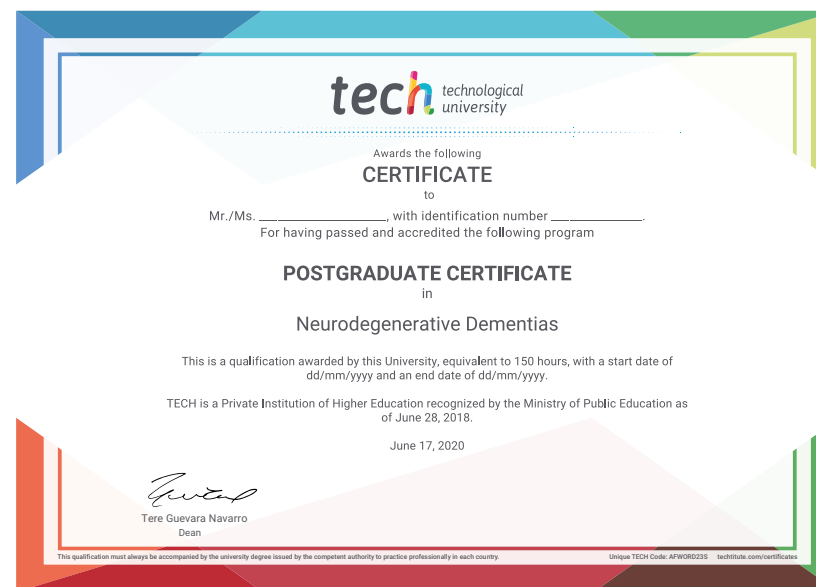 tech technological
university
Awards the following
CERTIFICATE
to
Mr./Ms. ____________________, with identification number ______________.
For having passed and accredited the following program
POSTGRADUATE CERTIFICATE
in
Neurodegenerative Dementias
This is a qualification awarded by this University, equivalent to 150 hours, with a start date of
dd/mm/yyyy and an end date of dd/mm/yyyy.
TECH is a Private Institution of Higher Education recognized by the Ministry of Public Education as
of June 28, 2018.
June 17, 2020
Tere Guevara Navarro
Dean
This qualification must always be accompanied by the university degree issued by the competent authority to practice professionally in each country. Unique TECH Code: AFWORD23S techtitute.com/certificates